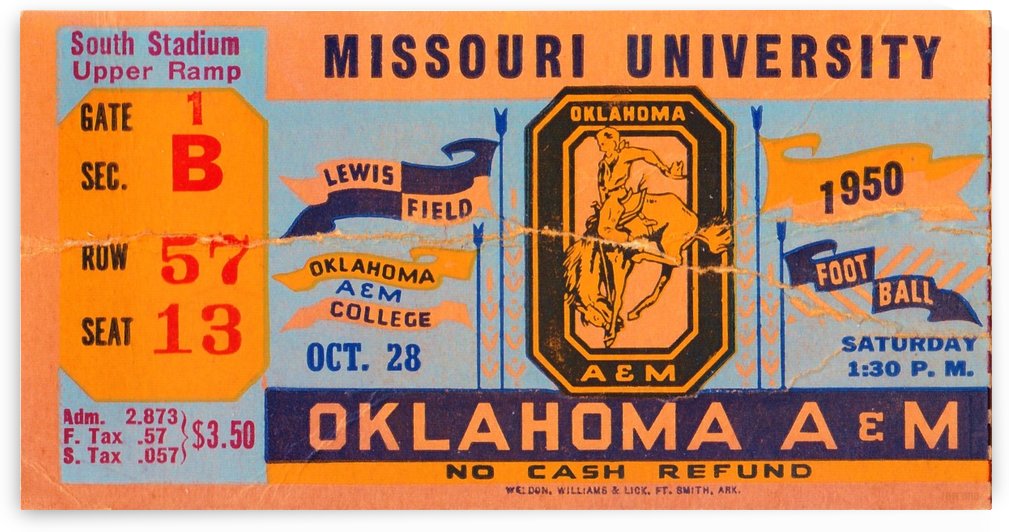 South Stadium
Upper Ramp
GATE 1
SEC. B
ROW 57
SEAT 13
Adm. 2.873
F. Tax .57
S. Tax .057
$3.50
MISSOURI UNIVERSITY
LEWIS
FIELD
OKLAHOMA
A&M
COLLEGE
OCT. 28
OKLAHOMA
A & M
1950
FOOT
BALL
SATURDAY
1:30 P. M.
OKLAHOMA A & M
NO CASH REFUND
WELDON, WILLIAMS & LICK, FT. SMITH, ARK.